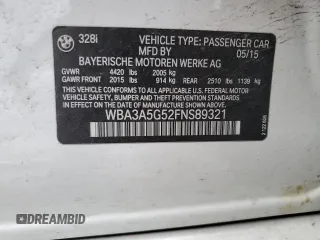 328i
VEHICLE TYPE: PASSENGER CAR
MFD BY 05/15
BAYERISCHE MOTOREN WERKE AG
GVWR 4420 lbs 2005 kg
GAWR FRONT 2015 lbs 914 kg REAR 2510 lbs 1139 kg
THIS VEHICLE CONFORMS TO ALL APPLICABLE
U.S. FEDERAL MOTOR VEHICLE SAFETY, BUMPER,
AND THEFT PREVENTION STANDARDS IN EFFECT
ON THE DATE OF MANUFACTURE SHOWN ABOVE.
WBA3A5G52FNS89321
DREAMBID